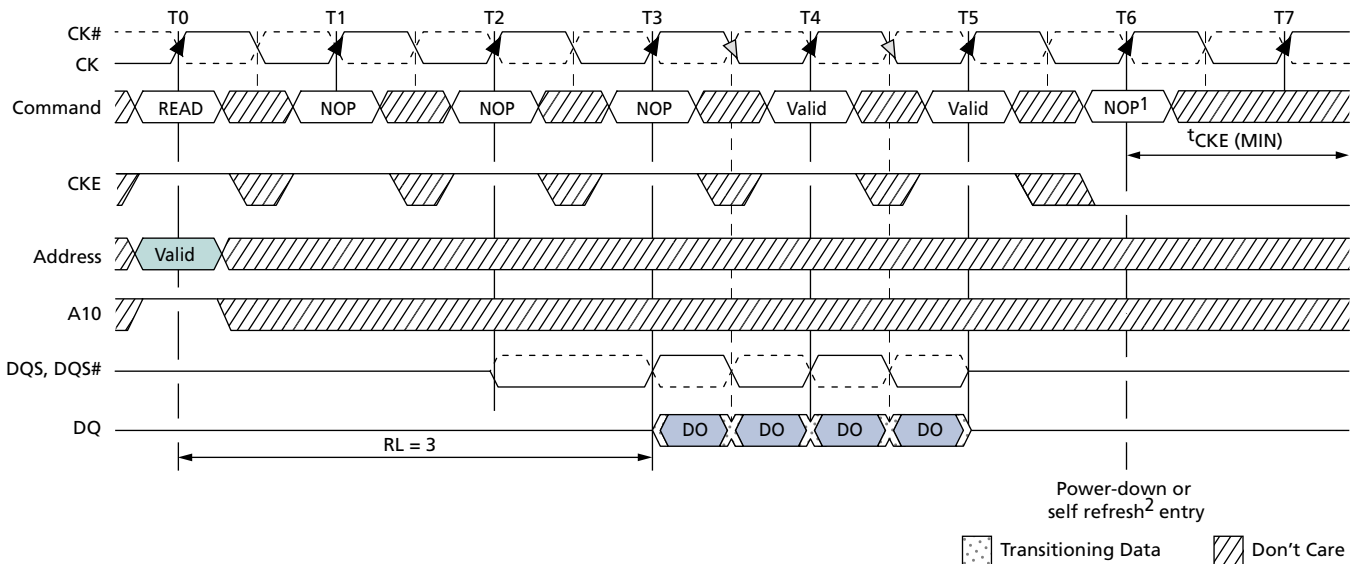 T0 T1 T2 T3 T4 T5 T6 T7
CK#
CK
Command READ NOP NOP NOP Valid Valid NOP1
tCKE (MIN)
CKE
Address Valid
A10
DQS, DQS#
DQ DO DO DO DO
RL = 3
Power-down or
self refresh2 entry
Transitioning Data Don't Care